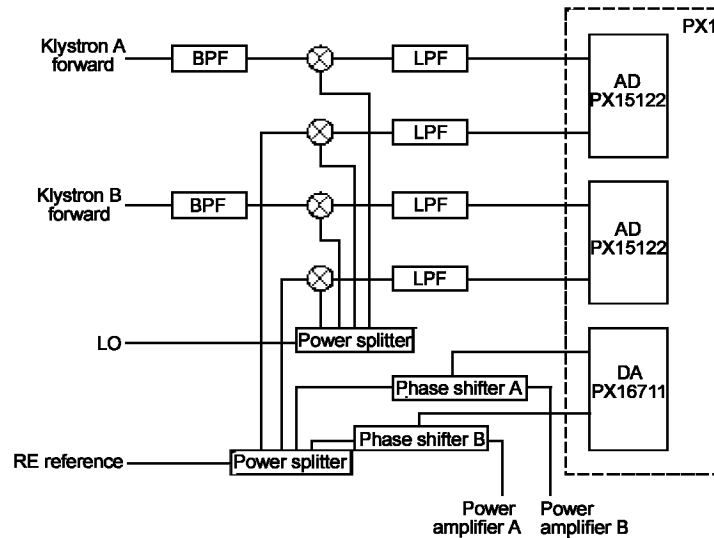 Klystron A
forward
BPF
LPF
PX1
AD
PX15122
LPF
Klystron B
forward
BPF
LPF
AD
PX15122
LPF
LO
Power splitter
DA
PX16711
Phase shifter A
Phase shifter B
RE reference
Power splitter
Power
amplifier A
Power
amplifier B